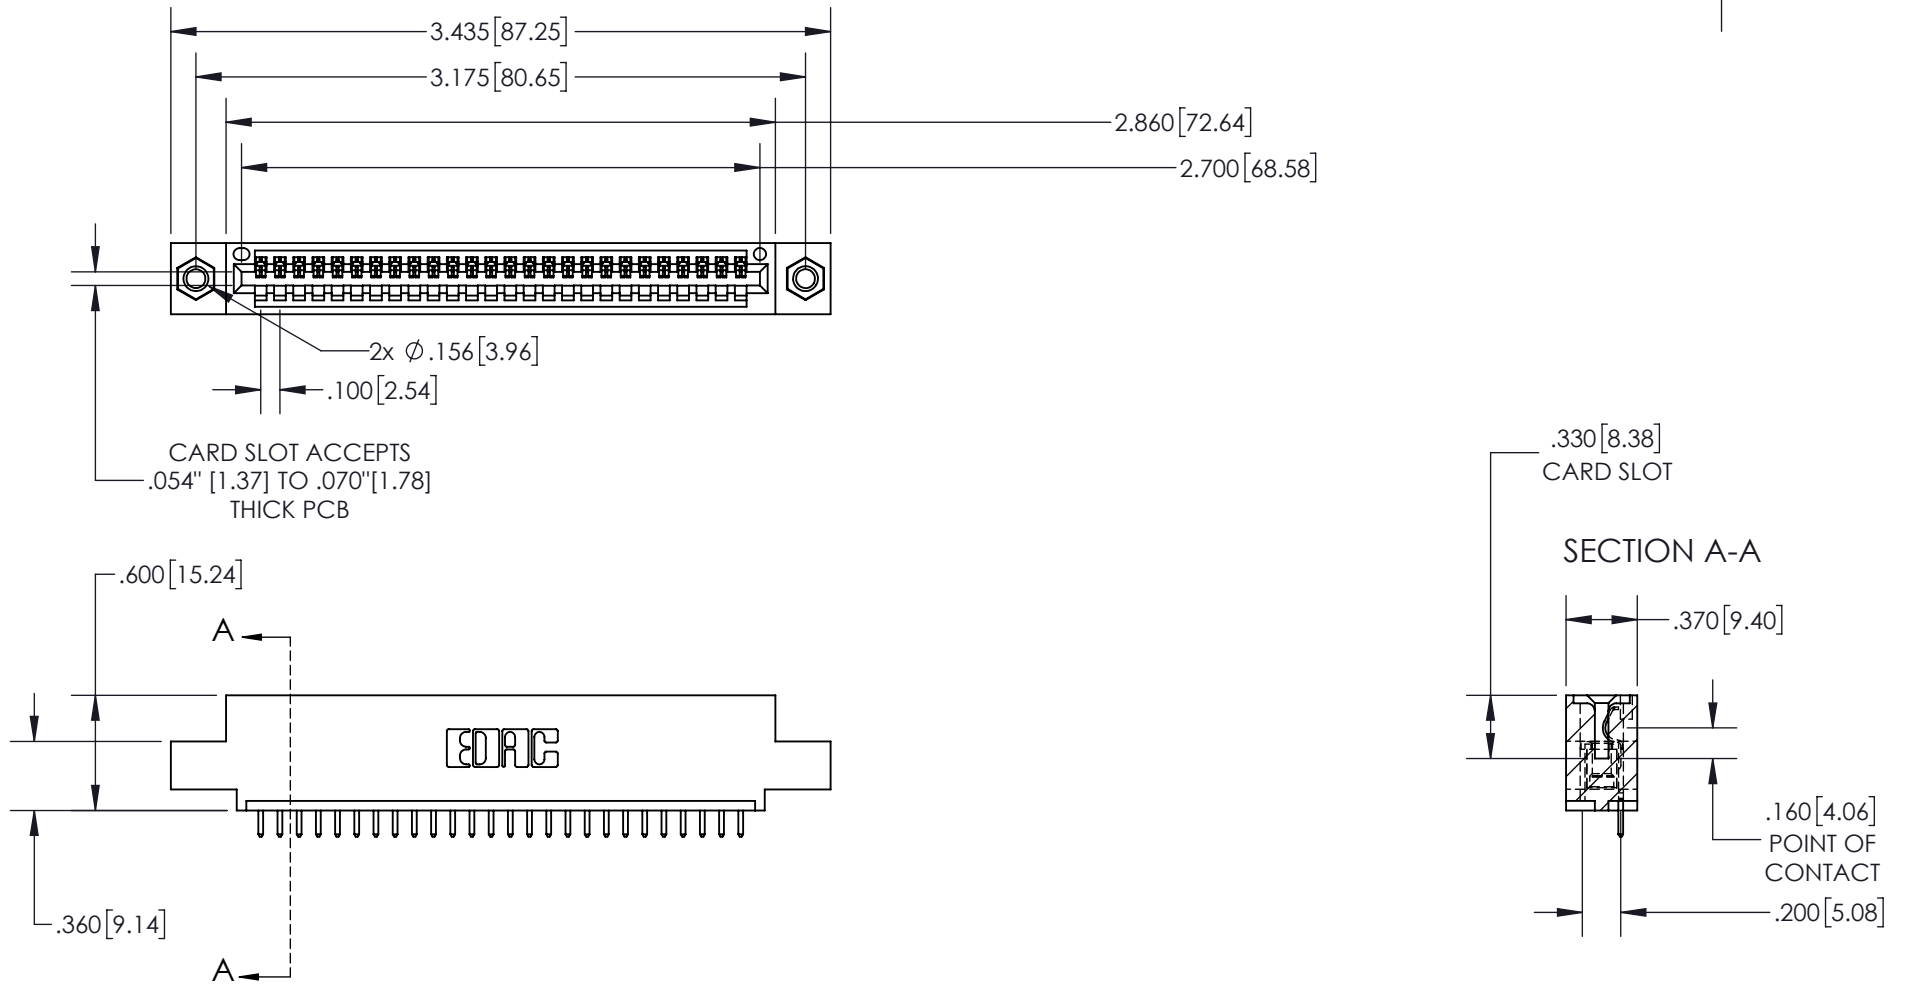 3.435[87.25]
3.175[80.65]
2.860[72.64]
2.700[68.58]
2x Ø.156[3.96]
.100[2.54]
CARD SLOT ACCEPTS
.054" [1.37] TO .070"[1.78]
THICK PCB
.330[8.38]
CARD SLOT
SECTION A-A
.600[15.24]
.370[9.40]
A
EDAC
.160[4.06]
POINT OF
CONTACT
.200[5.08]
.360[9.14]
A